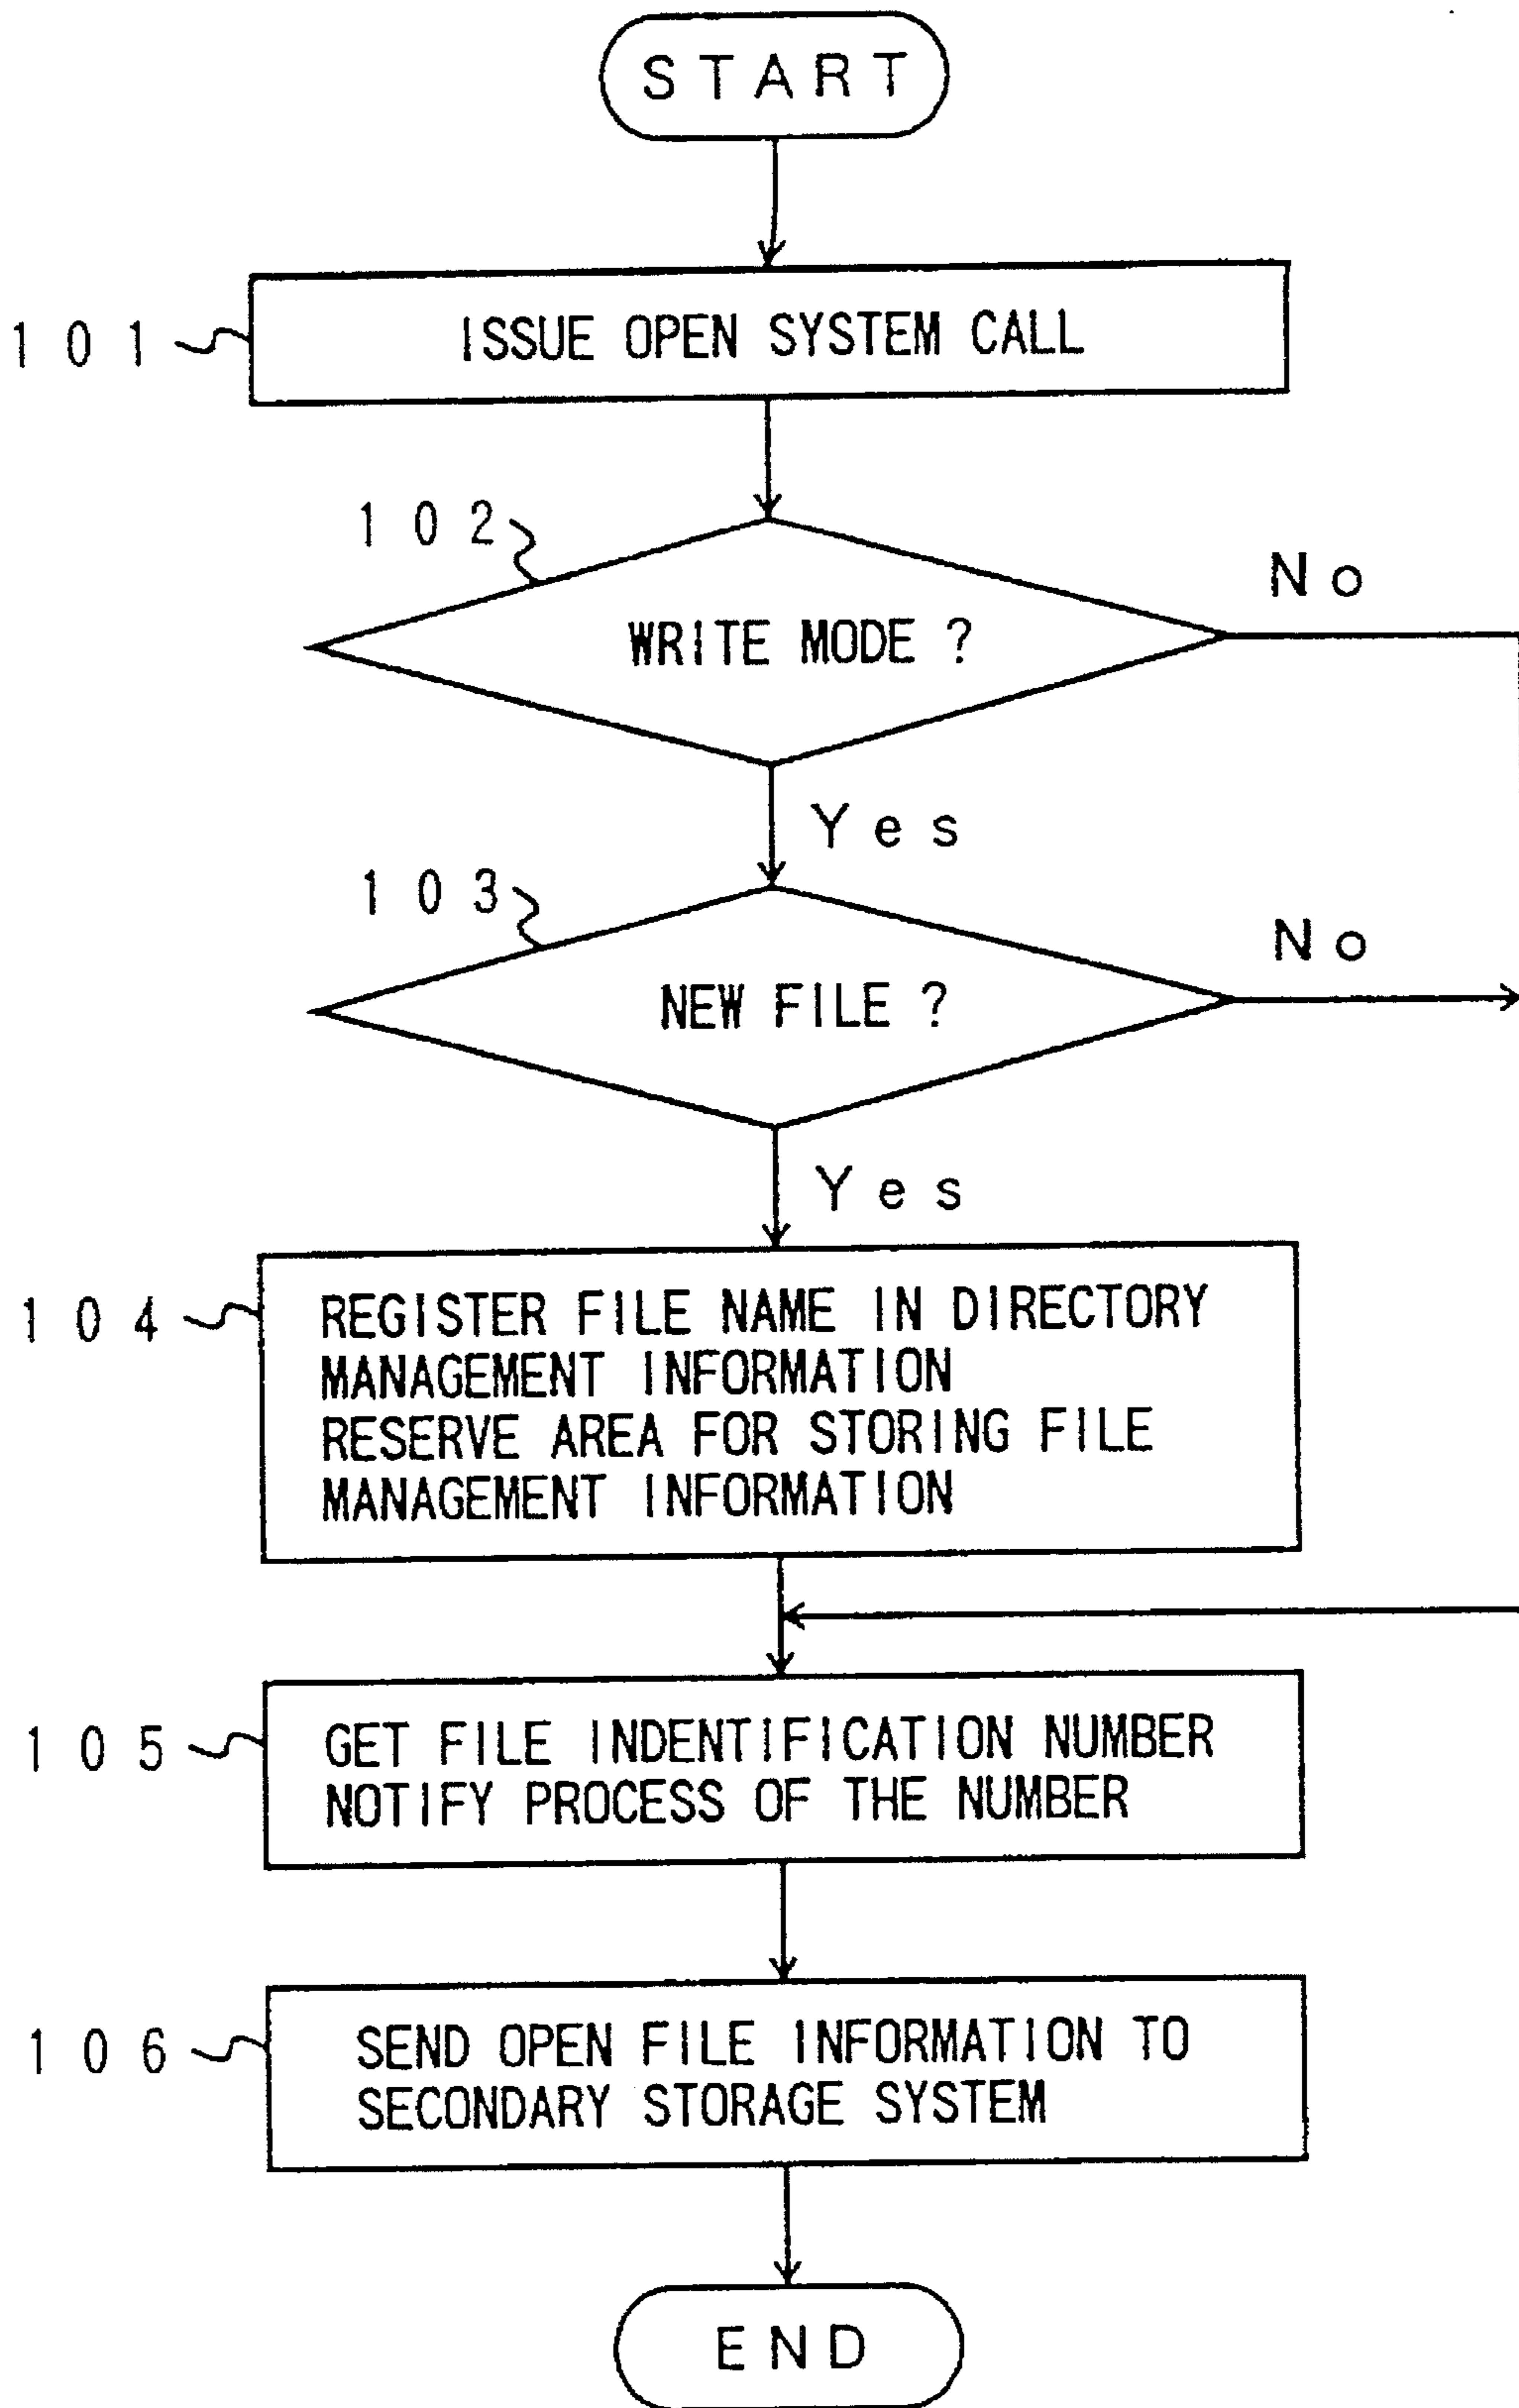 START
101
ISSUE OPEN SYSTEM CALL
102
No
WRITE MODE ?
Yes
103
No
NEW FILE ?
Yes
104
REGISTER FILE NAME IN DIRECTORY
MANAGEMENT INFORMATION
RESERVE AREA FOR STORING FILE
MANAGEMENT INFORMATION
105
GET FILE INDENTIFICATION NUMBER
NOTIFY PROCESS OF THE NUMBER
106
SEND OPEN FILE INFORMATION TO
SECONDARY STORAGE SYSTEM
END